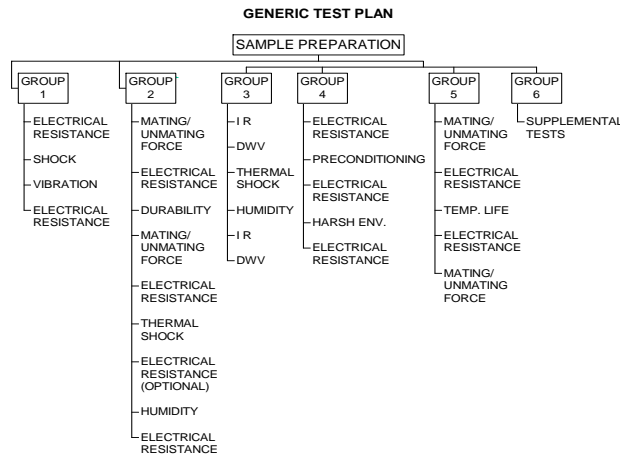 GENERIC TEST PLAN
SAMPLE PREPARATION
GROUP
1
ELECTRICAL
RESISTANCE
SHOCK
VIBRATION
ELECTRICAL
RESISTANCE
GROUP
2
MATING/
UNMATING
FORCE
ELECTRICAL
RESISTANCE
DURABILITY
MATING/
UNMATING
FORCE
ELECTRICAL
RESISTANCE
THERMAL
SHOCK
ELECTRICAL
RESISTANCE
(OPTIONAL)
HUMIDITY
ELECTRICAL
RESISTANCE
GROUP
3
I R
DWV
THERMAL
SHOCK
HUMIDITY
I R
DWV
GROUP
4
ELECTRICAL
RESISTANCE
PRECONDITIONING
ELECTRICAL
RESISTANCE
HARSH ENV.
ELECTRICAL
RESISTANCE
GROUP
5
MATING/
UNMATING
FORCE
ELECTRICAL
RESISTANCE
TEMP. LIFE
ELECTRICAL
RESISTANCE
MATING/
UNMATING
FORCE
GROUP
6
SUPPLEMENTAL
TESTS